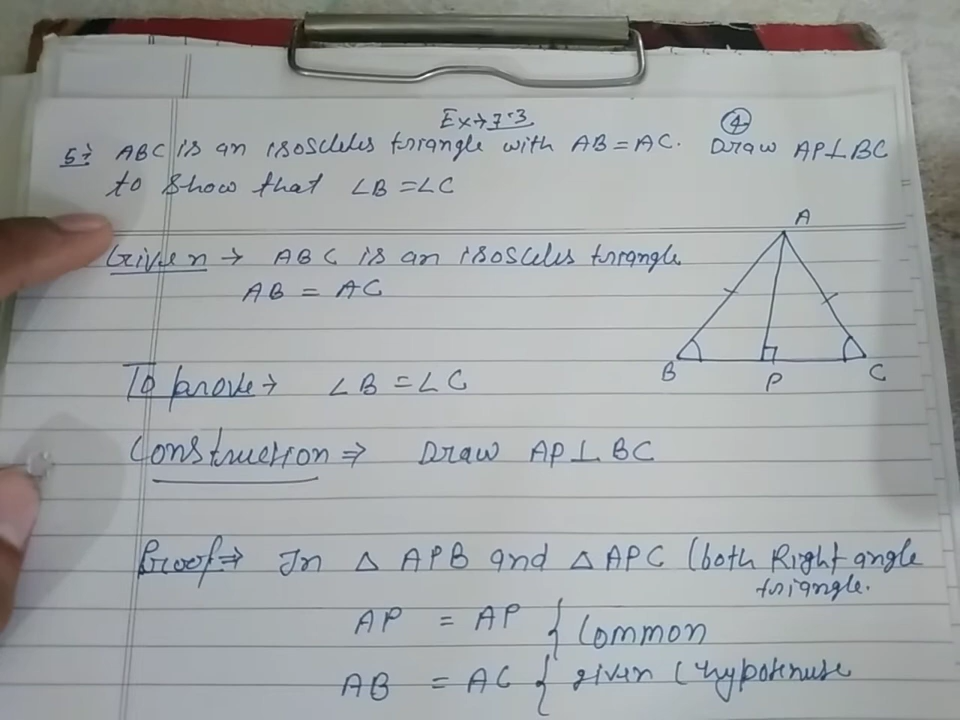 Ex→7.3 ④
5÷ ABC is an isosceles triangle with AB = AC. Draw AP⊥BC
to show that ∠B = ∠C
Given → ABC is an isosceles triangle
AB = AC
A
B P C
To prove → ∠B = ∠C
Construction ⇒ Draw AP⊥BC
Proof ⇒ In △ APB and △ APC (both Right angle
triangle.
AP = AP { Common
AB = AC { given (hypotenuse